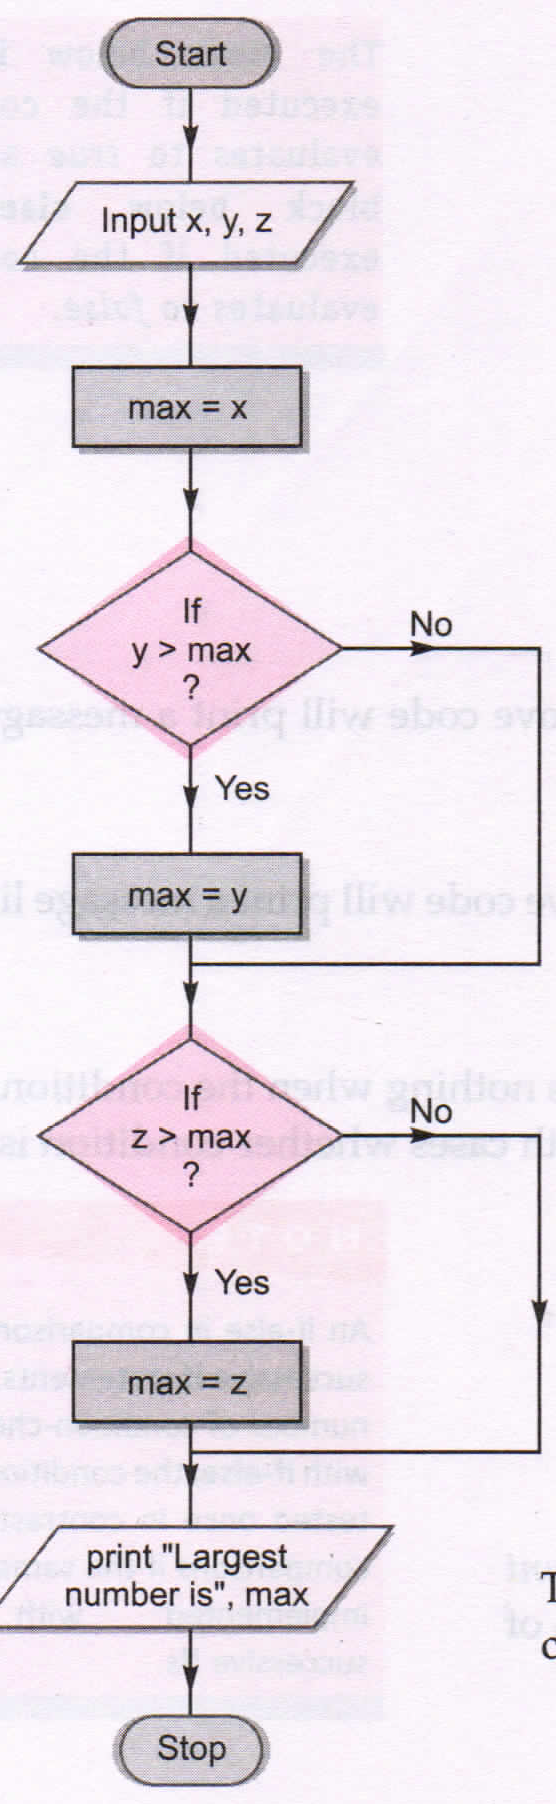 Start
Input x, y, z
max = x
If
y > max
?
No
Yes
max = y
If
z > max
?
No
Yes
max = z
print "Largest
number is", max
Stop